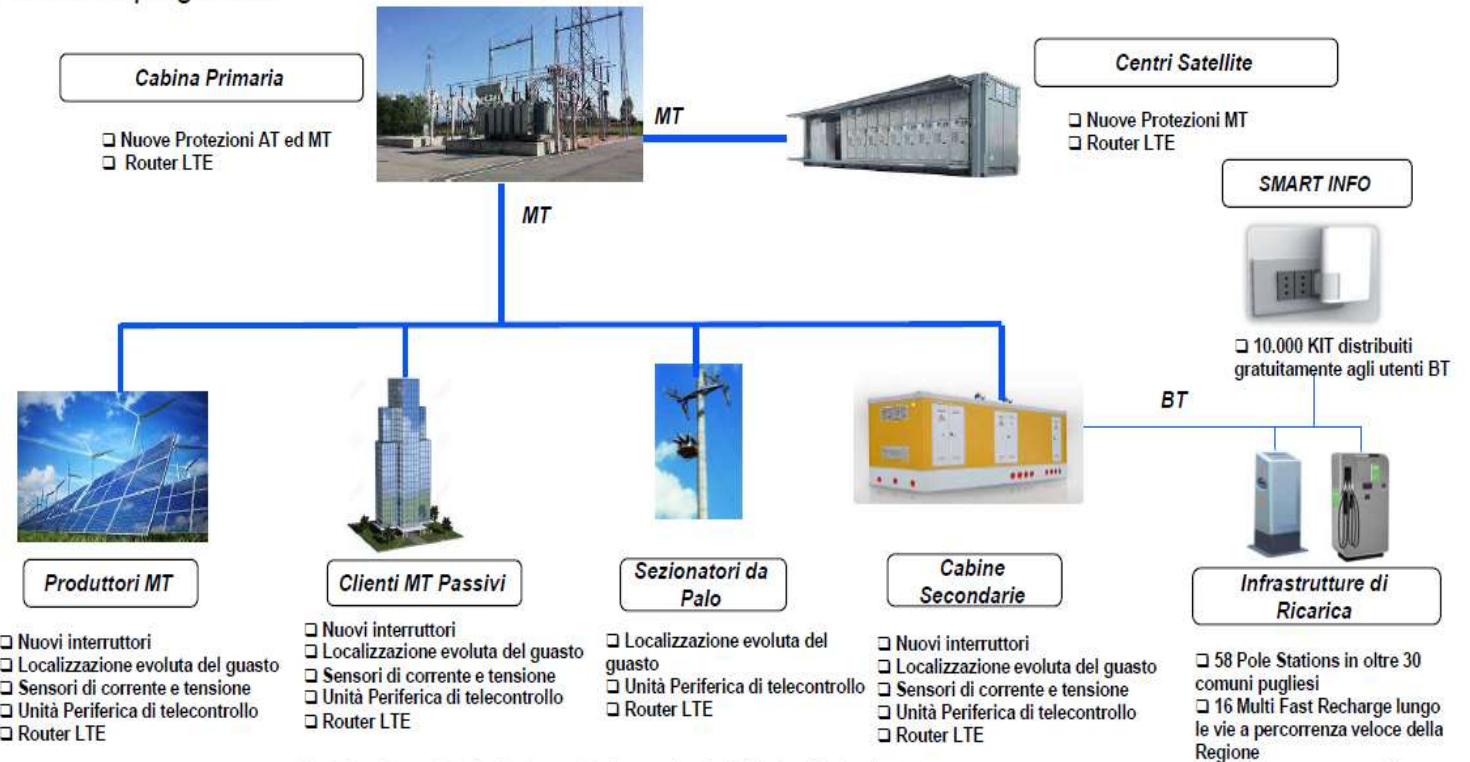 Cabina Primaria
❑ Nuove Protezioni AT ed MT
❑ Router LTE
MT
Centri Satellite
❑ Nuove Protezioni MT
❑ Router LTE
MT
SMART INFO
❑ 10.000 KIT distribuiti
gratuitamente agli utenti BT
BT
Produttori MT
❑ Nuovi interruttori
❑ Localizzazione evoluta del guasto
❑ Sensori di corrente e tensione
❑ Unità Periferica di telecontrollo
❑ Router LTE
Clienti MT Passivi
❑ Nuovi interruttori
❑ Localizzazione evoluta del guasto
❑ Sensori di corrente e tensione
❑ Unità Periferica di telecontrollo
❑ Router LTE
Sezionatori da
Palo
❑ Localizzazione evoluta del
guasto
❑ Unità Periferica di telecontrollo
❑ Router LTE
Cabine
Secondarie
❑ Nuovi interruttori
❑ Localizzazione evoluta del guasto
❑ Sensori di corrente e tensione
❑ Unità Periferica di telecontrollo
❑ Router LTE
Infrastrutture di
Ricarica
❑ 58 Pole Stations in oltre 30
comuni pugliesi
❑ 16 Multi Fast Recharge lungo
le vie a percorrenza veloce della
Regione